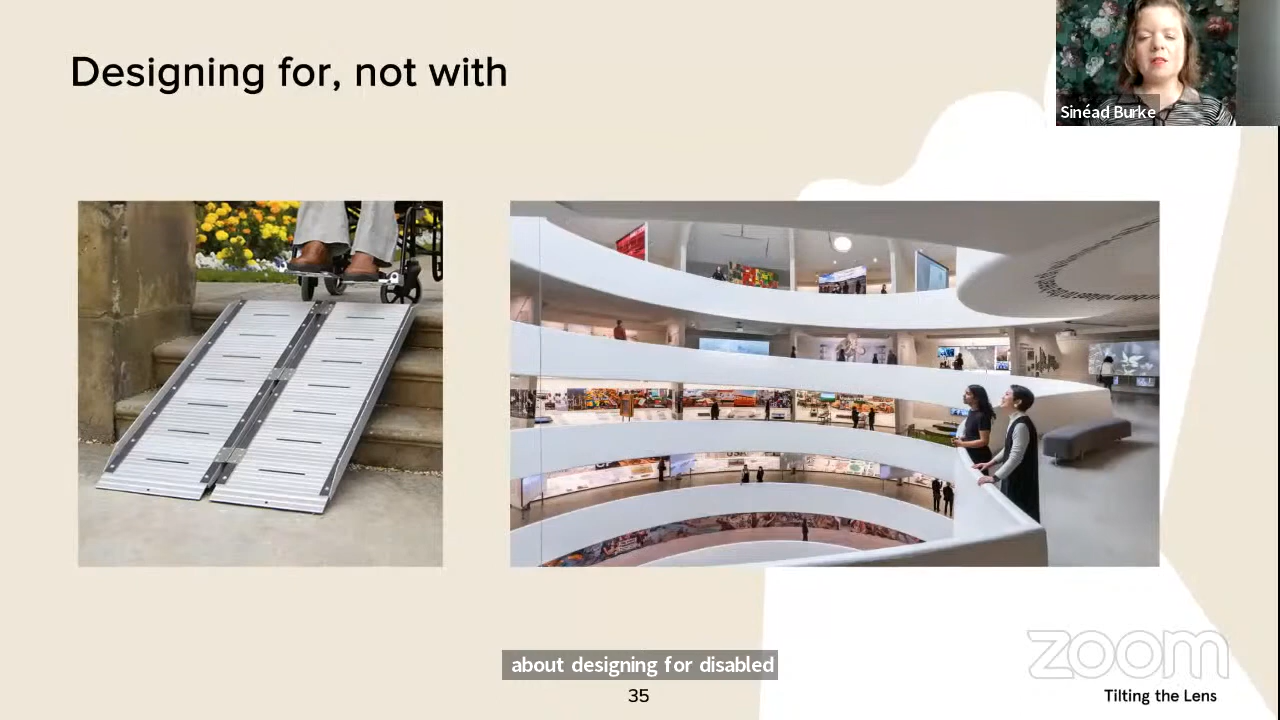 Designing for, not with
Sinéad Burke
about designing for disabled
zoom
35
Tilting the Lens